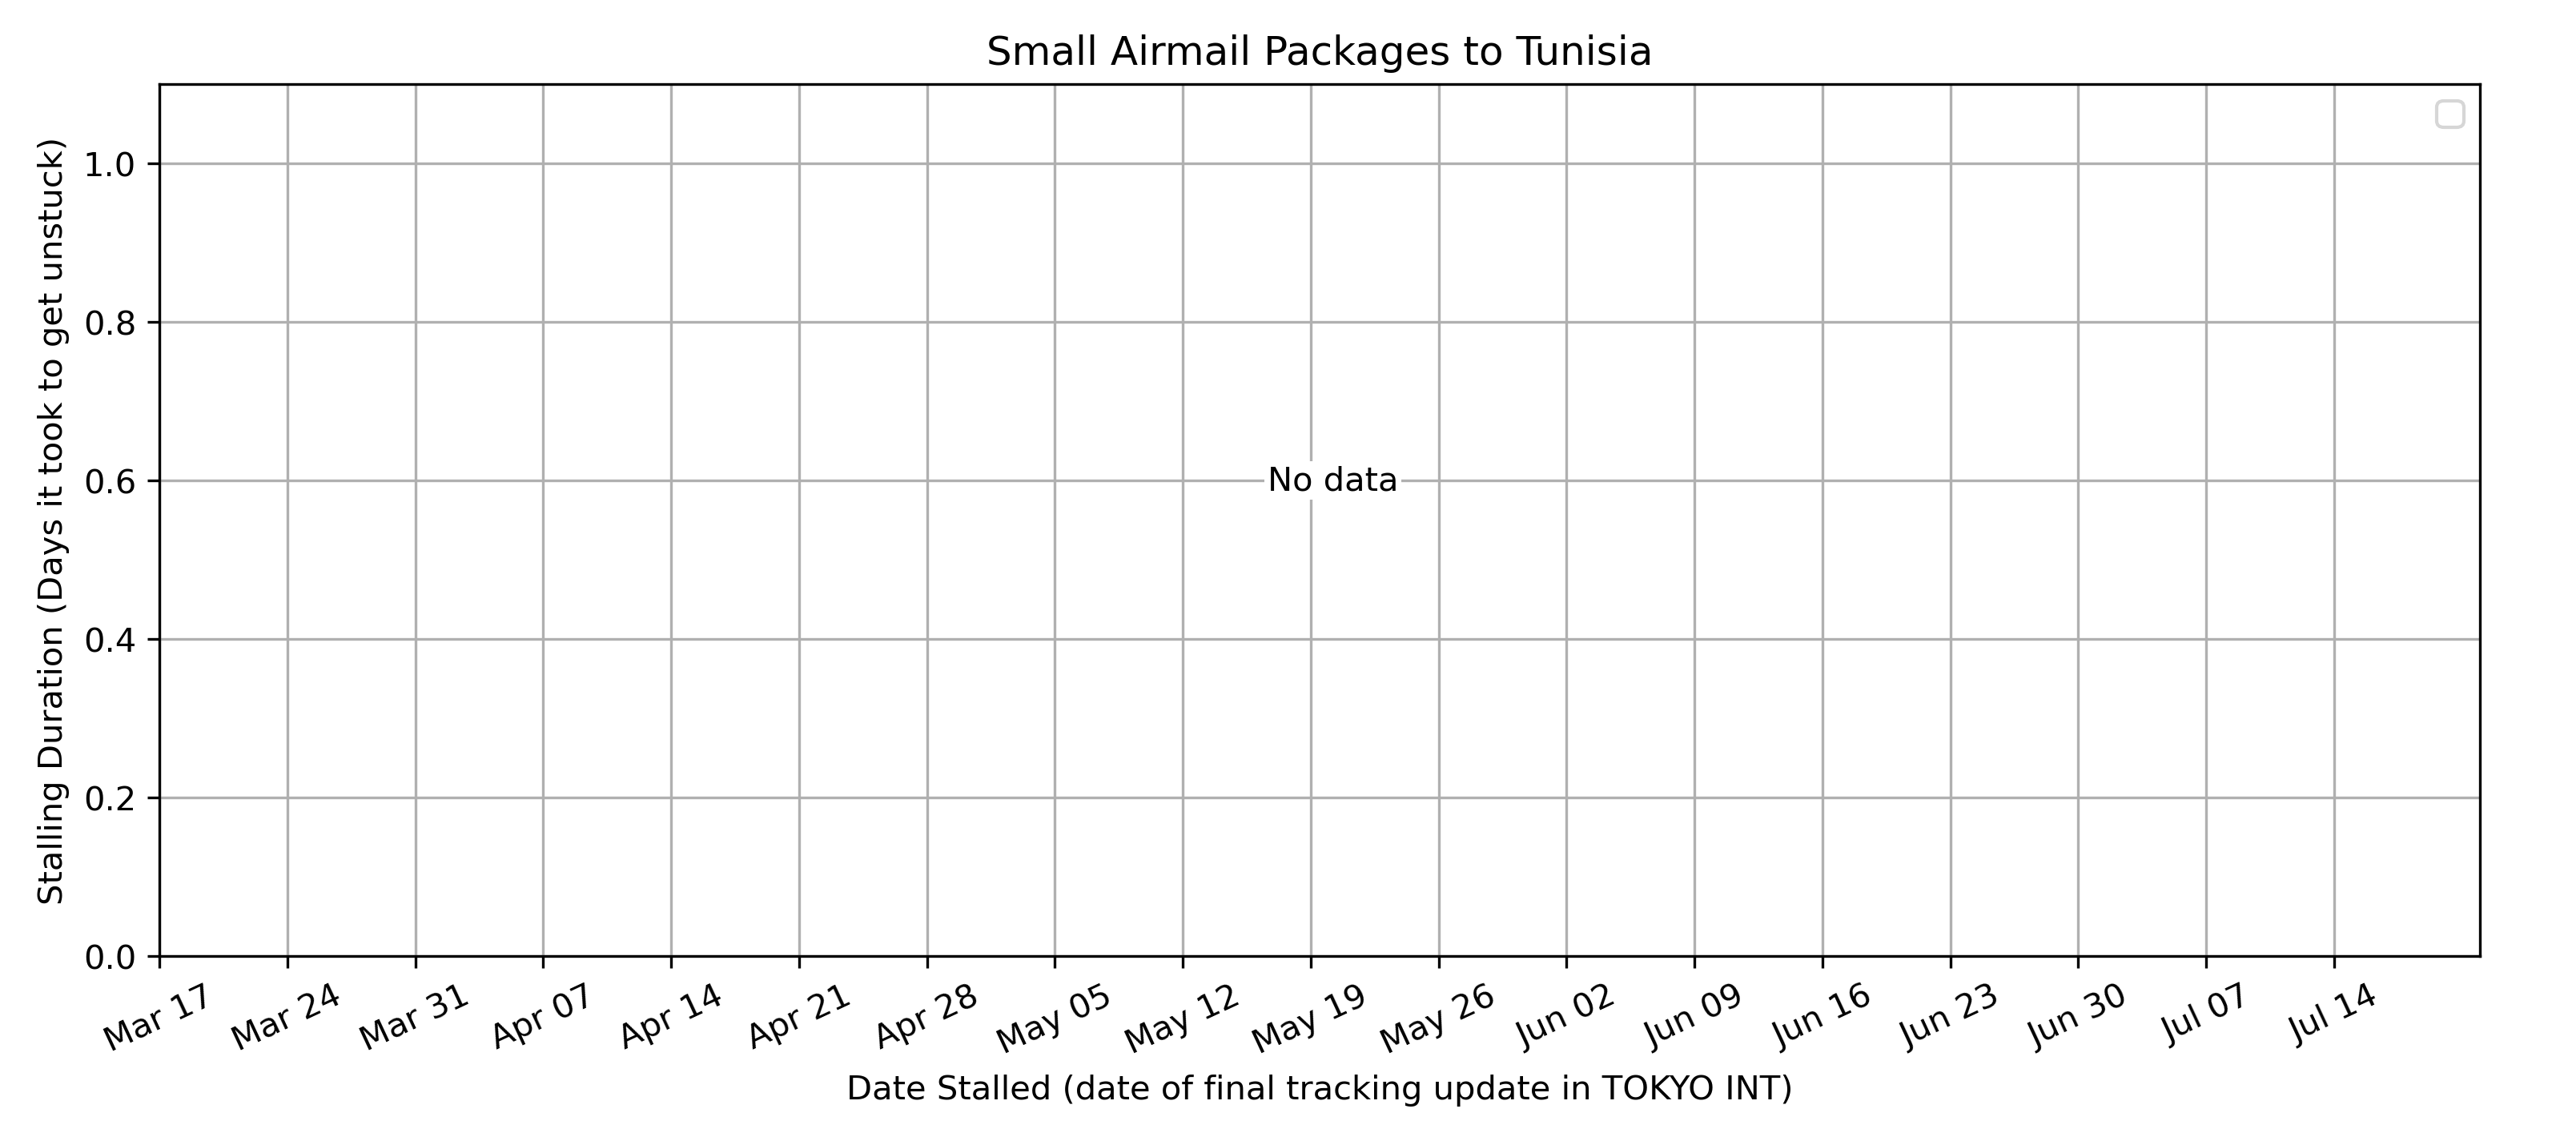 Small Airmail Packages to Tunisia
Stalling Duration (Days it took to get unstuck)
1.0
0.8
0.6
0.4
0.2
0.0
No data
Mar 17
Mar 24
Mar 31
Apr 07
Apr 14
Apr 21
Apr 28
May 05
May 12
May 19
May 26
Jun 02
Jun 09
Jun 16
Jun 23
Jun 30
Jul 07
Jul 14
Date Stalled (date of final tracking update in TOKYO INT)